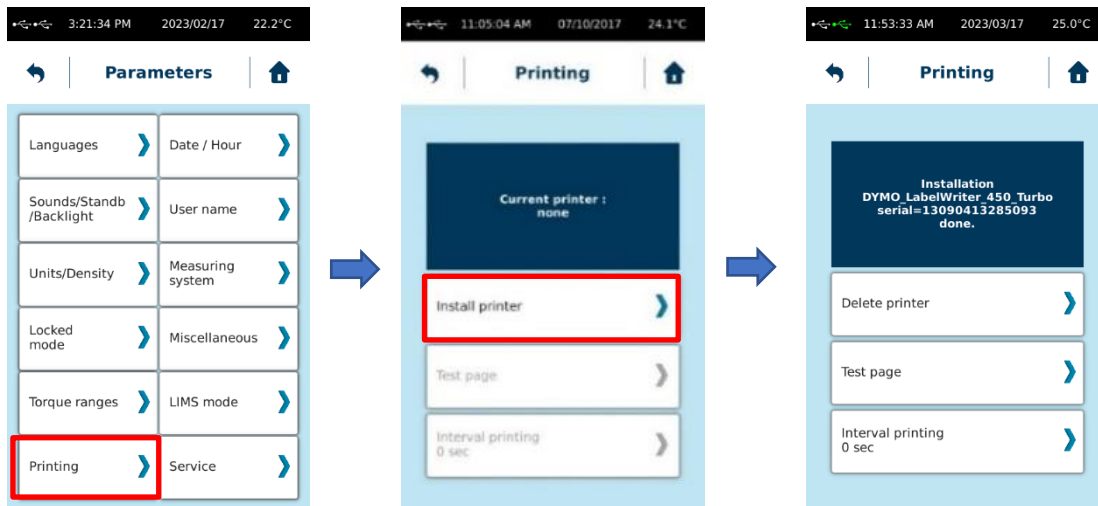 3:21:34 PM 2023/02/17 22.2°C
Parameters
Languages
Date / Hour
Sounds/Standb
/Backlight
User name
Units/Density
Measuring
system
Locked
mode
Miscellaneous
Torque ranges
LIMS mode
Printing
Service
11:05:04 AM 07/10/2017 24.1°C
Printing
Current printer :
none
Install printer
Test page
Interval printing
0 sec
11:53:33 AM 2023/03/17 25.0°C
Printing
Installation
DYMO_LabelWriter_450_Turbo
serial=13090413285093
done.
Delete printer
Test page
Interval printing
0 sec